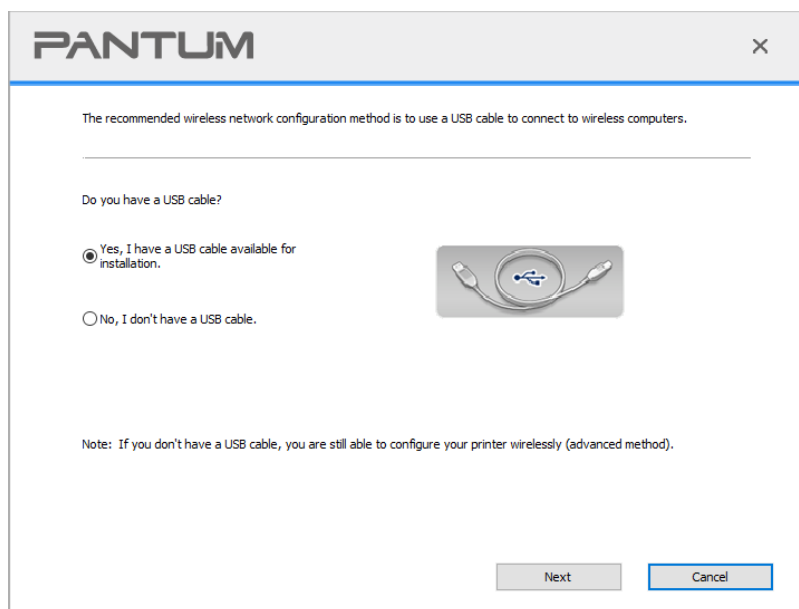 PANTUM
The recommended wireless network configuration method is to use a USB cable to connect to wireless computers.
Do you have a USB cable?
Yes, I have a USB cable available for
installation.
No, I don't have a USB cable.
Note: If you don't have a USB cable, you are still able to configure your printer wirelessly (advanced method).
Next
Cancel